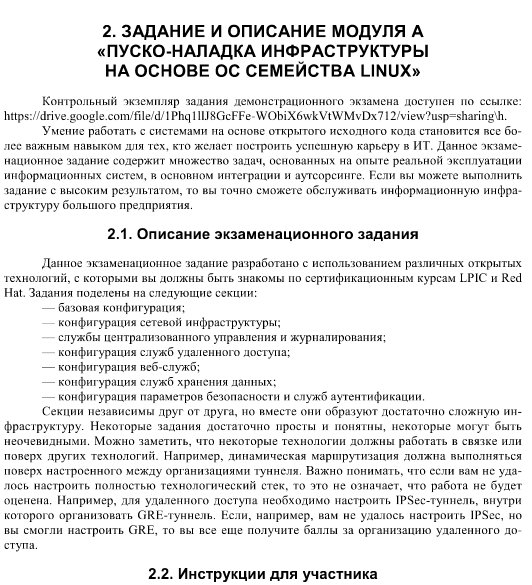 2. ЗАДАНИЕ И ОПИСАНИЕ МОДУЛЯ А
«ПУСКО-НАЛАДКА ИНФРАСТРУКТУРЫ
НА ОСНОВЕ ОС СЕМЕЙСТВА LINUX»
Контрольный экземпляр задания демонстрационного экзамена доступен по ссылке:
https://drive.google.com/file/d/1Phq1llJ8GcFFe-WObiX6wkVtWMvDx712/view?usp=sharing\h.
Умение работать с системами на основе открытого исходного кода становится все бо-
лее важным навыком для тех, кто желает построить успешную карьеру в ИТ. Данное экзаме-
национное задание содержит множество задач, основанных на опыте реальной эксплуатации
информационных систем, в основном интеграции и аутсорсинге. Если вы можете выполнить
задание с высоким результатом, то вы точно сможете обслуживать информационную инфра-
структуру большого предприятия.
2.1. Описание экзаменационного задания
Данное экзаменационное задание разработано с использованием различных открытых
технологий, с которыми вы должны быть знакомы по сертификационным курсам LPIC и Red
Hat. Задания поделены на следующие секции:
— базовая конфигурация;
— конфигурация сетевой инфраструктуры;
— службы централизованного управления и журналирования;
— конфигурация служб удаленного доступа;
— конфигурация веб-служб;
— конфигурация служб хранения данных;
— конфигурация параметров безопасности и служб аутентификации.
Секции независимы друг от друга, но вместе они образуют достаточно сложную ин-
фраструктуру. Некоторые задания достаточно просты и понятны, некоторые могут быть
неочевидными. Можно заметить, что некоторые технологии должны работать в связке или
поверх других технологий. Например, динамическая маршрутизация должна выполняться
поверх настроенного между организациями туннеля. Важно понимать, что если вам не уда-
лось настроить полностью технологический стек, то это не означает, что работа не будет
оценена. Например, для удаленного доступа необходимо настроить IPSec-туннель, внутри
которого организовать GRE-туннель. Если, например, вам не удалось настроить IPSec, но
вы смогли настроить GRE, то вы все еще получите баллы за организацию удаленного до-
ступа.
2.2. Инструкции для участника